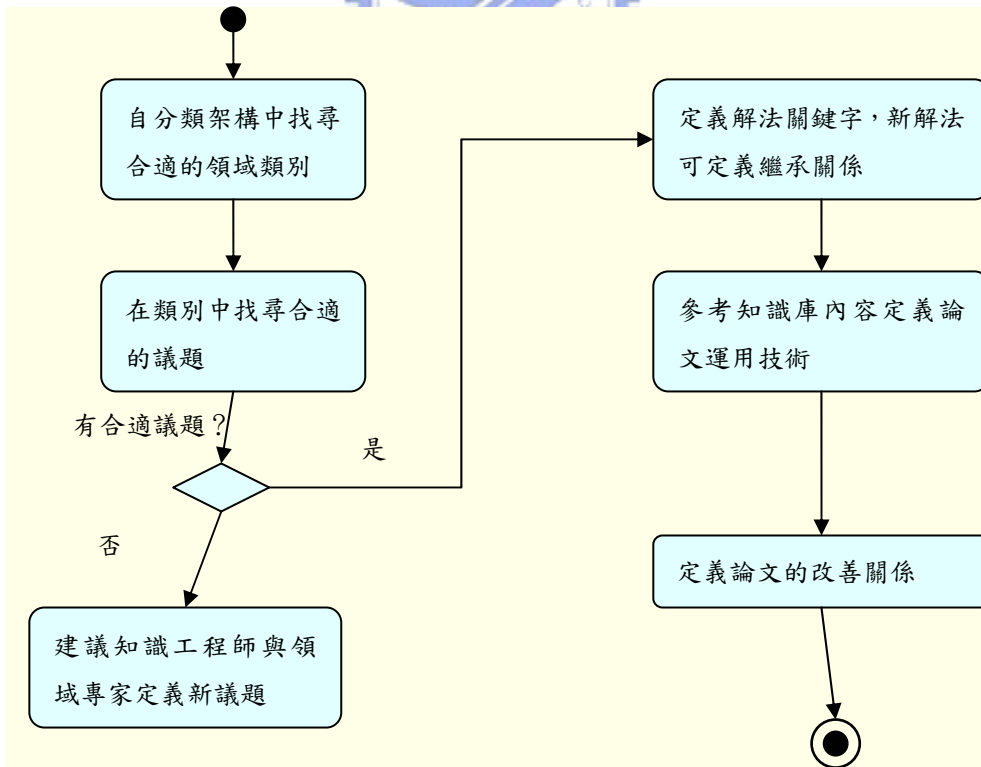 自分類架構中找尋
合適的領域類別
在類別中找尋合適
的議題
有合適議題？
是
否
建議知識工程師與領
域專家定義新議題
定義解法關鍵字，新解法
可定義繼承關係
參考知識庫內容定義論
文運用技術
定義論文的改善關係